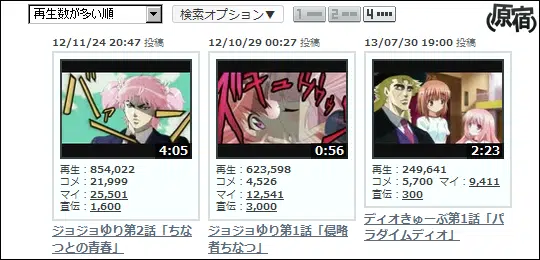 再生数が多い順 検索オプション▼ 1 2 4
(原宿)
12/11/24 20:47 投稿
バァーン
4:05
再生：854,022
コメ：21,999
マイ：25,501
宣伝：1,600
ジョジョゆり第2話「ちな
つとの青春」
12/10/29 00:27 投稿
ズキュウゥゥ
0:56
再生：623,598
コメ：4,526
マイ：12,541
宣伝：3,000
ジョジョゆり第1話「侵略
者ちなつ」
13/07/30 19:00 投稿
2:23
再生：249,641
コメ：5,700 マイ：9,411
宣伝：300
ディオきゅーぶ第1話「パ
ラダイムディオ」